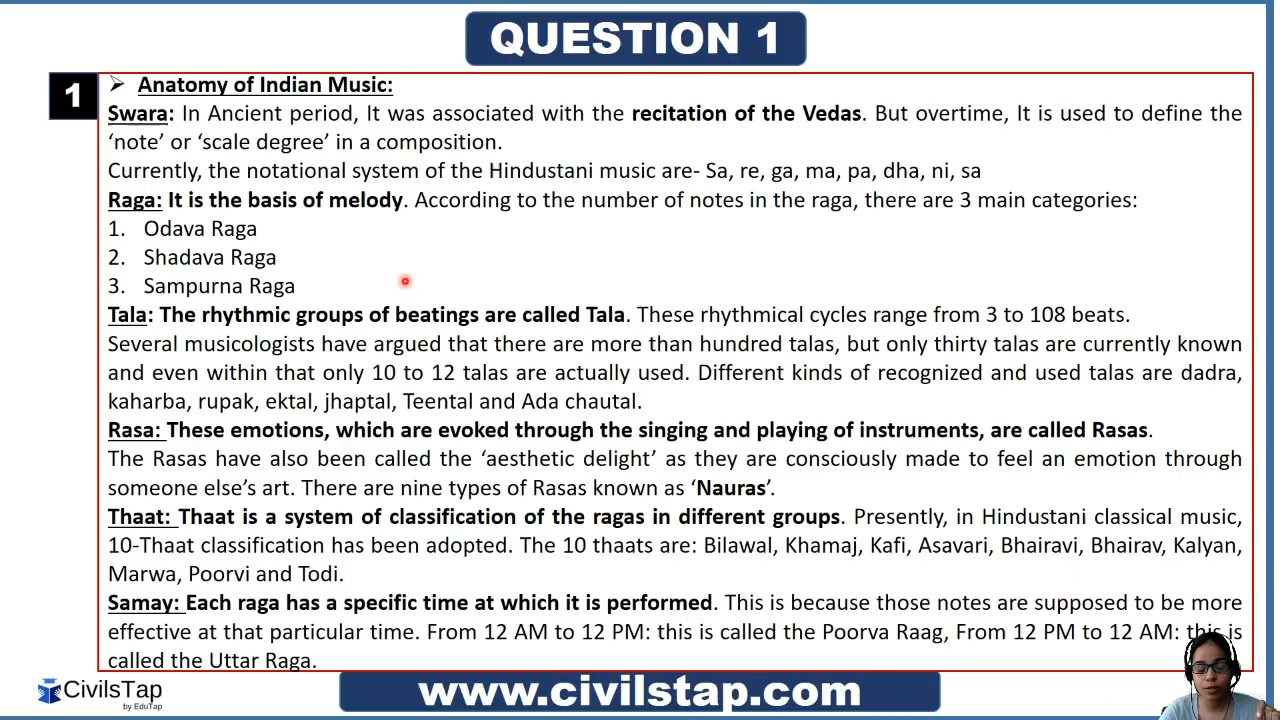 QUESTION 1
1
➢ Anatomy of Indian Music:
Swara: In Ancient period, It was associated with the recitation of the Vedas. But overtime, It is used to define the
‘note’ or ‘scale degree’ in a composition.
Currently, the notational system of the Hindustani music are- Sa, re, ga, ma, pa, dha, ni, sa
Raga: It is the basis of melody. According to the number of notes in the raga, there are 3 main categories:
1. Odava Raga
2. Shadava Raga
3. Sampurna Raga
Tala: The rhythmic groups of beatings are called Tala. These rhythmical cycles range from 3 to 108 beats.
Several musicologists have argued that there are more than hundred talas, but only thirty talas are currently known
and even within that only 10 to 12 talas are actually used. Different kinds of recognized and used talas are dadra,
kaharba, rupak, ektal, jhaptal, Teental and Ada chautal.
Rasa: These emotions, which are evoked through the singing and playing of instruments, are called Rasas.
The Rasas have also been called the ‘aesthetic delight’ as they are consciously made to feel an emotion through
someone else’s art. There are nine types of Rasas known as ‘Nauras’.
Thaat: Thaat is a system of classification of the ragas in different groups. Presently, in Hindustani classical music,
10-Thaat classification has been adopted. The 10 thaats are: Bilawal, Khamaj, Kafi, Asavari, Bhairavi, Bhairav, Kalyan,
Marwa, Poorvi and Todi.
Samay: Each raga has a specific time at which it is performed. This is because those notes are supposed to be more
effective at that particular time. From 12 AM to 12 PM: this is called the Poorva Raag, From 12 PM to 12 AM: this is
called the Uttar Raga.
CivilsTap
by EduTap
www.civilstap.com